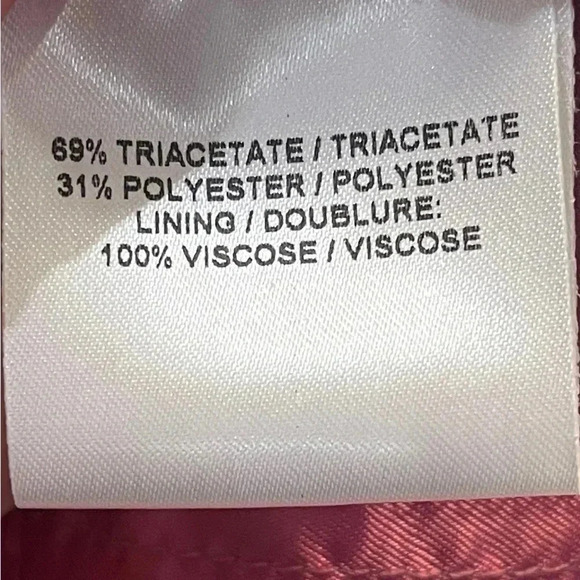 69% TRIACETATE / TRIACETATE
31% POLYESTER / POLYESTER
LINING / DOUBLURE:
100% VISCOSE / VISCOSE